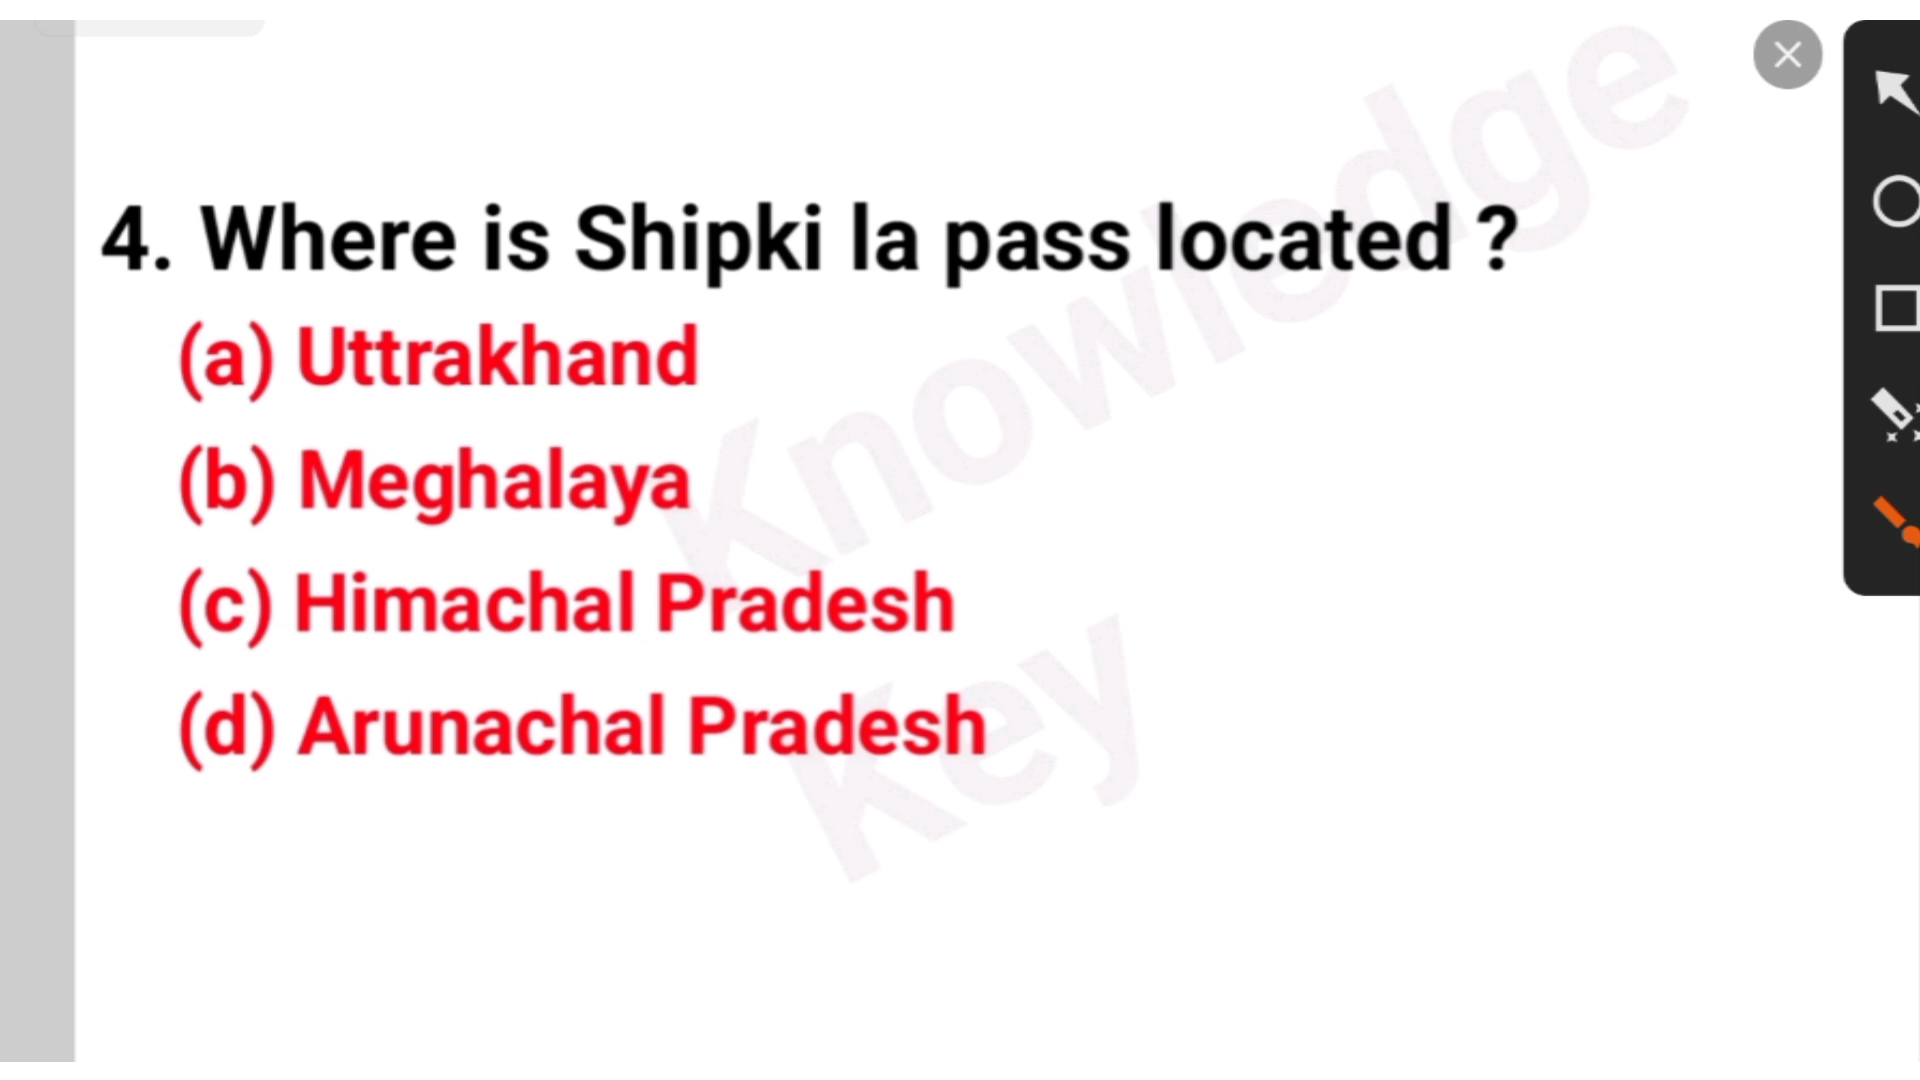 4. Where is Shipki la pass located ?
(a) Uttrakhand
(b) Meghalaya
(c) Himachal Pradesh
(d) Arunachal Pradesh
Knowledge
Key